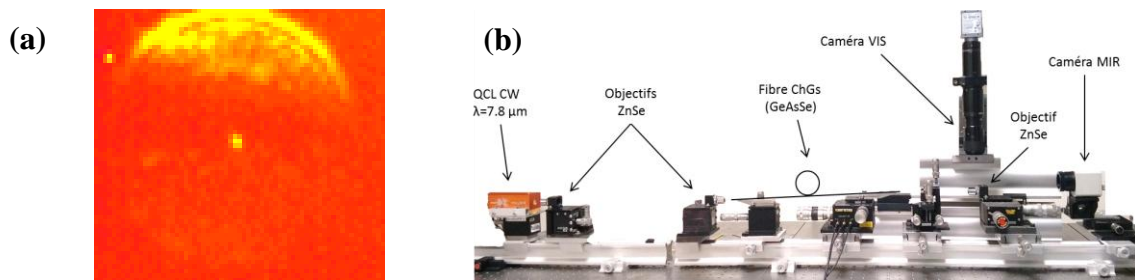 (a)
(b)
QCL CW
λ=7.8 µm
Objectifs
ZnSe
Fibre ChGs
(GeAsSe)
Caméra VIS
Objectif
ZnSe
Caméra MIR